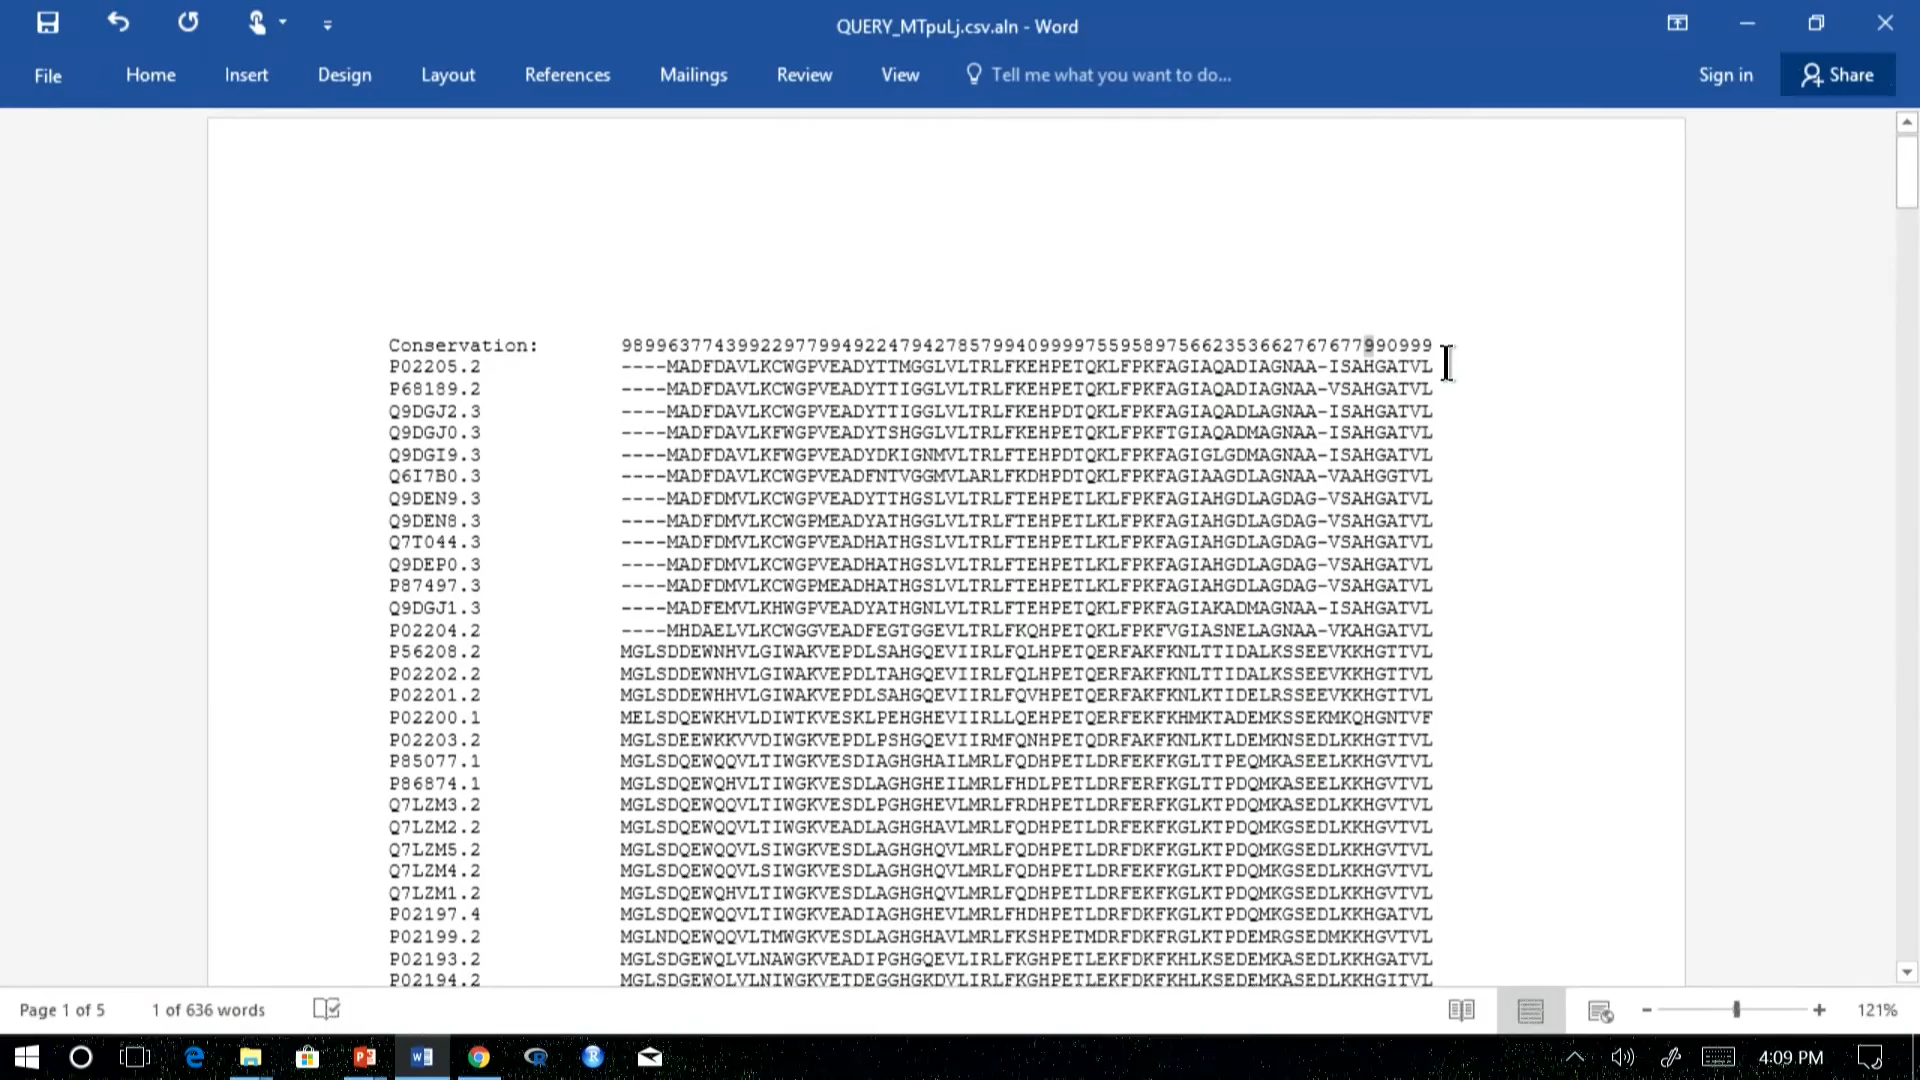 QUERY_MTpuLj.csv.aln - Word
File Home Insert Design Layout References Mailings Review View Tell me what you want to do... Sign in Share
Conservation: 9899637743992297799492247942785799409999755958975662353662767677990999
P02205.2 ----MADFDAVLKCWGPVEADYTTMGGLVLTRLFKEHPETQKLFPKFAGIAQADIAGNAA-ISAHGATVL
P68189.2 ----MADFDAVLKCWGPVEADYTTIGGLVLTRLFKEHPETQKLFPKFAGIAQADIAGNAA-VSAHGATVL
Q9DGJ2.3 ----MADFDAVLKCWGPVEADYTTIGGLVLTRLFKEHPDTQKLFPKFAGIAQADLAGNAA-ISAHGATVL
Q9DGJ0.3 ----MADFDAVLKFWGPVEADYTSHGGLVLTRLFKEHPETQKLFPKFTGIAQADMAGNAA-ISAHGATVL
Q9DGI9.3 ----MADFDAVLKFWGPVEADYDKIGNMVLTRLFTEHPDTQKLFPKFAGIGLGDMAGNAA-ISAHGATVL
Q6I7B0.3 ----MADFDAVLKCWGPVEADFNTVGGMVLARLFKDHPDTQKLFPKFAGIAAGDLAGNAA-VAAHGGTVL
Q9DEN9.3 ----MADFDMVLKCWGPVEADYTTHGSLVLTRLFTEHPETLKLFPKFAGIAHGDLAGDAG-VSAHGATVL
Q9DEN8.3 ----MADFDMVLKCWGPMEADYATHGGLVLTRLFTEHPETLKLFPKFAGIAHGDLAGDAG-VSAHGATVL
Q7T044.3 ----MADFDMVLKCWGPVEADHATHGSLVLTRLFTEHPETLKLFPKFAGIAHGDLAGDAG-VSAHGATVL
Q9DEP0.3 ----MADFDMVLKCWGPVEADHATHGSLVLTRLFTEHPETLKLFPKFAGIAHGDLAGDAG-VSAHGATVL
P87497.3 ----MADFDMVLKCWGPMEADHATHGSLVLTRLFTEHPETLKLFPKFAGIAHGDLAGDAG-VSAHGATVL
Q9DGJ1.3 ----MADFEMVLKHWGPVEADYATHGNLVLTRLFTEHPETQKLFPKFAGIAKADMAGNAA-ISAHGATVL
P02204.2 ----MHDAELVLKCWGGVEADFEGTGGEVLTRLFKQHPETQKLFPKFVGIASNELAGNAA-VKAHGATVL
P56208.2 MGLSDDEWNHVLGIWAKVEPDLSAHGQEVIIRLFQLHPETQERFAKFKNLTTIDALKSSEEVKKHGTTVL
P02202.2 MGLSDDEWNHVLGIWAKVEPDLTAHGQEVIIRLFQLHPETQERFAKFKNLTTIDALKSSEEVKKHGTTVL
P02201.2 MGLSDDEWHHVLGIWAKVEPDLSAHGQEVIIRLFQVHPETQERFAKFKNLKTIDELRSSEEVKKHGTTVL
P02200.1 MELSDQEWKHVLDIWTKVESKLPEHGHEVIIRLLQEHPETQERFEKFKHMKTADEMKSSEKMKQHGNTVF
P02203.2 MGLSDEEWKKVVDIWGKVEPDLPSHGQEVIIRMFQNHPETQDRFAKFKNLKTLDEMKNSEDLKKHGTTVL
P85077.1 MGLSDQEWQQVLTIWGKVESDIAGHGHAILMRLFQDHPETLDRFEKFKGLTTPEQMKASEELKKHGVTVL
P86874.1 MGLSDQEWQHVLTIWGKVESDLAGHGHEILMRLFHDLPETLDRFERFKGLTTPDQMKASEELKKHGVTVL
Q7LZM3.2 MGLSDQEWQQVLTIWGKVESDLPGHGHEVLMRLFRDHPETLDRFERFKGLKTPDQMKASEDLKKHGVTVL
Q7LZM2.2 MGLSDQEWQQVLTIWGKVEADLAGHGHAVLMRLFQDHPETLDRFEKFKGLKTPDQMKGSEDLKKHGVTVL
Q7LZM5.2 MGLSDQEWQQVLSIWGKVESDLAGHGHQVLMRLFQDHPETLDRFDKFKGLKTPDQMKGSEDLKKHGVTVL
Q7LZM4.2 MGLSDQEWQQVLSIWGKVESDLAGHGHQVLMRLFQDHPETLDRFDKFKGLKTPDQMKGSEDLKKHGVTVL
Q7LZM1.2 MGLSDQEWQHVLTIWGKVESDLAGHGHQVLMRLFQDHPETLDRFDKFKGLKTPDQMKGSEDLKKHGVTVL
P02197.4 MGLSDQEWQQVLTIWGKVEADIAGHGHEVLMRLFHDHPETLDRFDKFKGLKTPDQMKGSEDLKKHGATVL
P02199.2 MGLNDQEWQQVLTMWGKVESDLAGHGHAVLMRLFKSHPETMDRFDKFRGLKTPDEMRGSEDMKKHGVTVL
P02193.2 MGLSDGEWQLVLNAWGKVEADIPGHGQEVLIRLFKGHPETLEKFDKFKHLKSEDEMKASEDLKKHGATVL
P02194.2 MGLSDGEWQLVLNIWGKVETDEGGHGKDVLIRLFKGHPETLEKFDKFKHLKSEDEMKASEDLKKHGITVL
Page 1 of 5 1 of 636 words 121%
4:09 PM